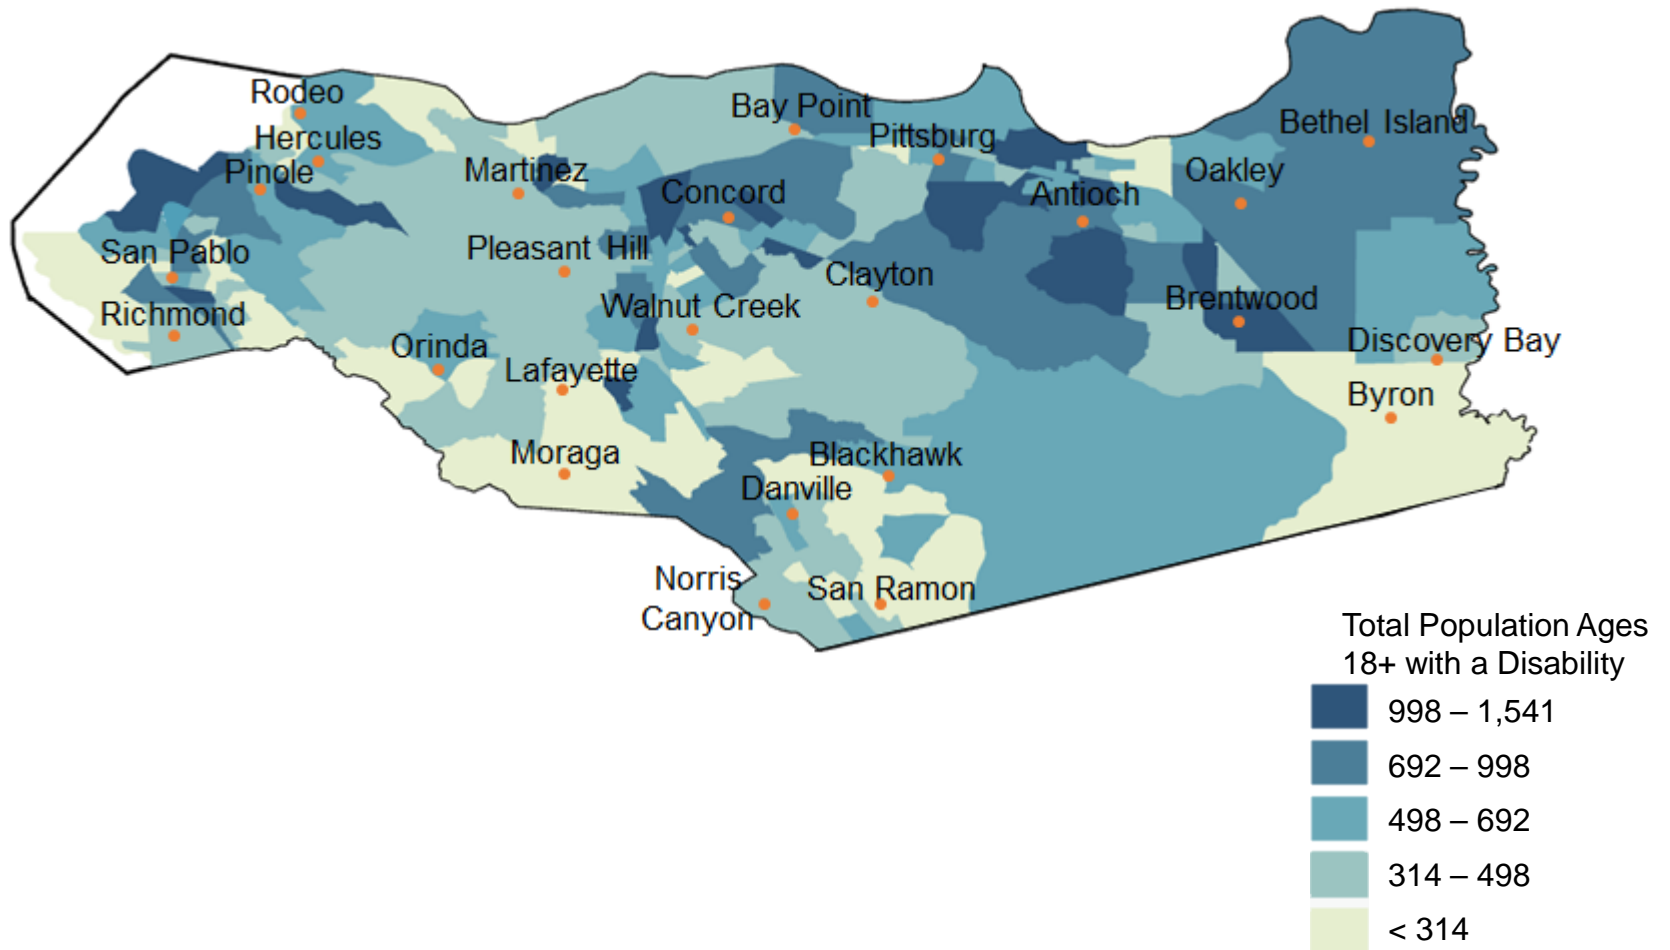 Rodeo
Hercules
Pinole
Bay Point
Pittsburg
Bethel Island
Martinez
Concord
Antioch
Oakley
San Pablo
Pleasant Hill
Clayton
Richmond
Walnut Creek
Brentwood
Orinda
Lafayette
Discovery Bay
Byron
Moraga
Blackhawk
Danville
Norris
Canyon
San Ramon
Total Population Ages
18+ with a Disability
998 – 1,541
692 – 998
498 – 692
314 – 498
< 314